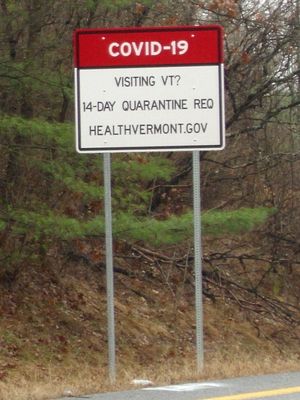 COVID-19
VISITING VT?
14-DAY QUARANTINE REQ
HEALTHVERMONT.GOV